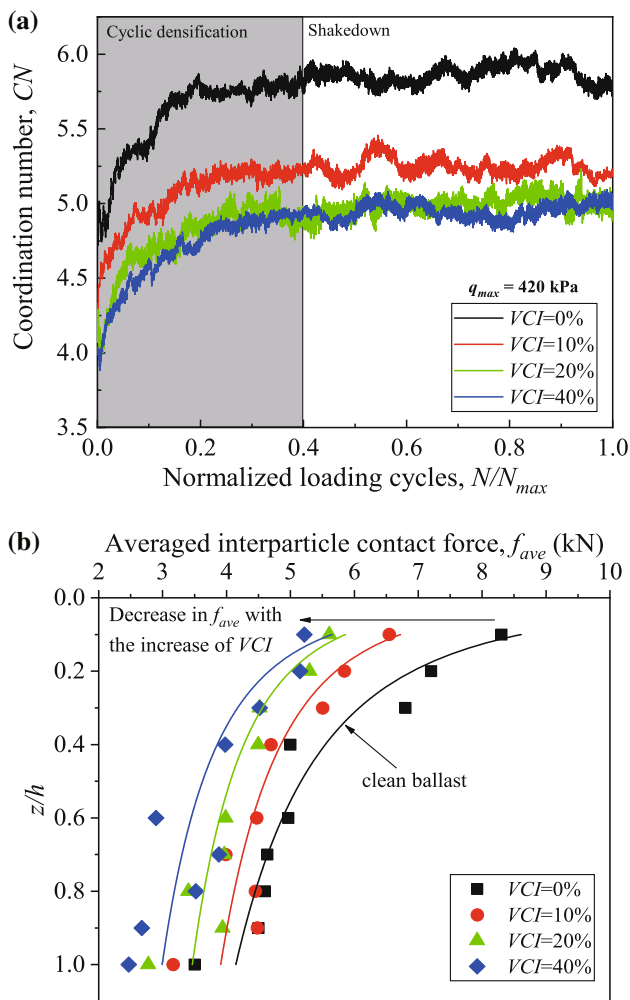 (a)
Cyclic densification
Shakedown
6.0
5.5
5.0
4.5
4.0
3.5
Coordination number, CN
q_max = 420 kPa
VCI=0%
VCI=10%
VCI=20%
VCI=40%
0.0 0.2 0.4 0.6 0.8 1.0
Normalized loading cycles, N/N_max
(b)
Averaged interparticle contact force, f_ave (kN)
2 3 4 5 6 7 8 9 10
0.0
0.2
0.4
0.6
0.8
1.0
z/h
Decrease in f_ave with
the increase of VCI
clean ballast
VCI=0%
VCI=10%
VCI=20%
VCI=40%